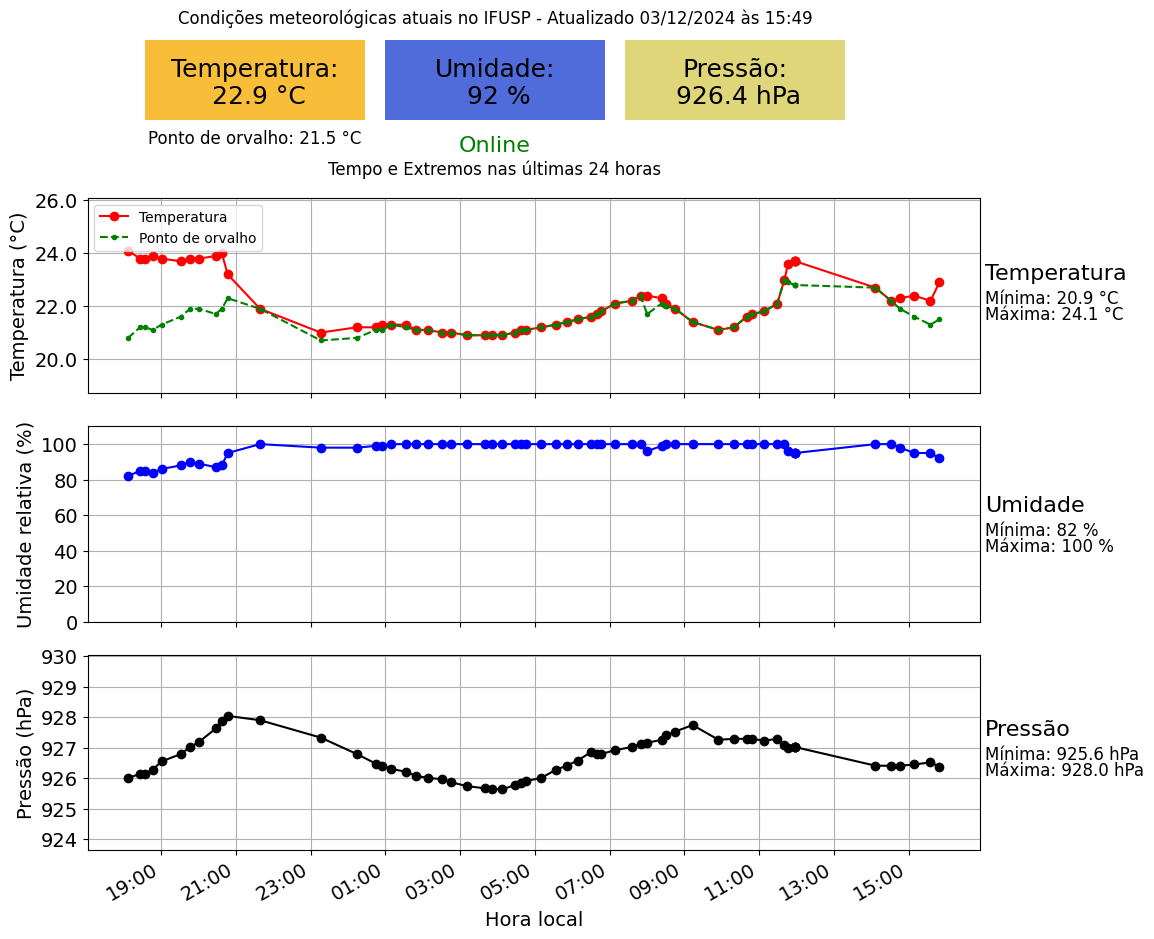 Condições meteorológicas atuais no IFUSP - Atualizado 03/12/2024 às 15:49
Temperatura:
22.9 °C
Umidade:
92 %
Pressão:
926.4 hPa
Ponto de orvalho: 21.5 °C
Online
Tempo e Extremos nas últimas 24 horas
Temperatura (°C)
26.0
24.0
22.0
20.0
Temperatura
Ponto de orvalho
Temperatura
Mínima: 20.9 °C
Máxima: 24.1 °C
Umidade relativa (%)
100
80
60
40
20
0
Umidade
Mínima: 82 %
Máxima: 100 %
Pressão (hPa)
930
929
928
927
926
925
924
Pressão
Mínima: 925.6 hPa
Máxima: 928.0 hPa
19:00 21:00 23:00 01:00 03:00 05:00 07:00 09:00 11:00 13:00 15:00
Hora local